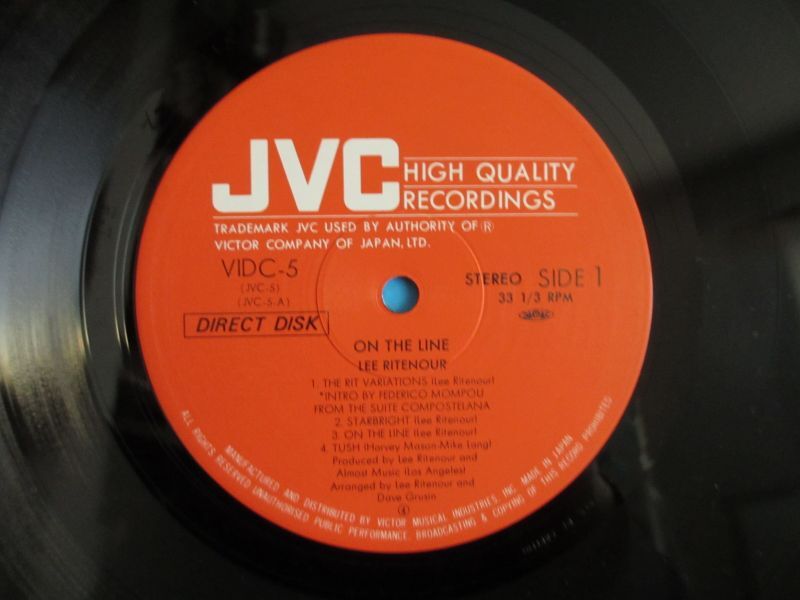 JVC HIGH QUALITY
RECORDINGS
TRADEMARK JVC USED BY AUTHORITY OF ®
VICTOR COMPANY OF JAPAN, LTD.
VIDC-5
(JVC-5)
(JVC-5-A)
STEREO SIDE 1
33 1/3 RPM
DIRECT DISK
ON THE LINE
LEE RITENOUR
1. THE RIT VARIATIONS (Lee Ritenour)
*INTRO BY FEDERICO MOMPOU
FROM THE SUITE COMPOSTELANA
2. STARBRIGHT (Lee Ritenour)
3. ON THE LINE (Lee Ritenour)
4. TUSH (Harvey Mason-Mike Lang)
Produced by Lee Ritenour and
Almost Music (Los Angeles)
Arranged by Lee Ritenour and
Dave Grusin
4
MANUFACTURED AND DISTRIBUTED BY VICTOR MUSICAL INDUSTRIES, INC. MADE IN JAPAN
ALL RIGHTS RESERVED UNAUTHORISED PUBLIC PERFORMANCE BROADCASTING & COPYING OF THIS RECORD PROHIBITED